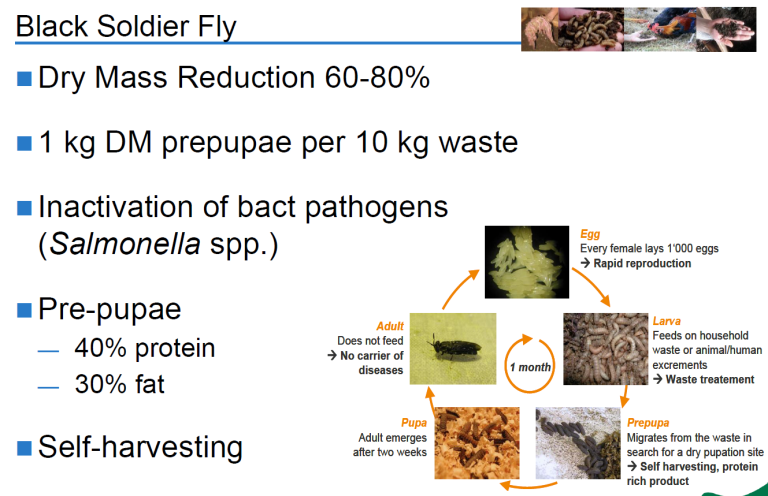 Black Soldier Fly
Dry Mass Reduction 60-80%
1 kg DM prepupae per 10 kg waste
Inactivation of bact pathogens
(Salmonella spp.)
Pre-pupae
— 40% protein
— 30% fat
Self-harvesting
Egg
Every female lays 1'000 eggs
→ Rapid reproduction
Larva
Feeds on household
waste or animal/human
excrements
→ Waste treatement
Prepupa
Migrates from the waste in
search for a dry pupation site
→ Self harvesting, protein
rich product
Pupa
Adult emerges
after two weeks
Adult
Does not feed
→ No carrier of
diseases
1 month